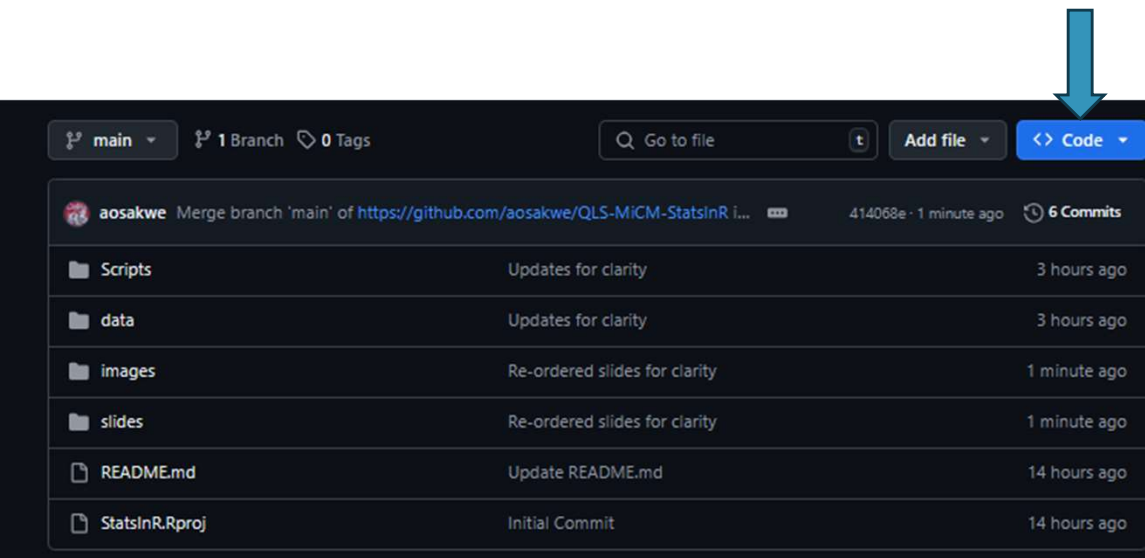 main 1 Branch 0 Tags Go to file t Add file <> Code
aosakwe Merge branch 'main' of https://github.com/aosakwe/QLS-MiCM-StatsInR i... 414068e · 1 minute ago 6 Commits
Scripts Updates for clarity 3 hours ago
data Updates for clarity 3 hours ago
images Re-ordered slides for clarity 1 minute ago
slides Re-ordered slides for clarity 1 minute ago
README.md Update README.md 14 hours ago
StatsInR.Rproj Initial Commit 14 hours ago